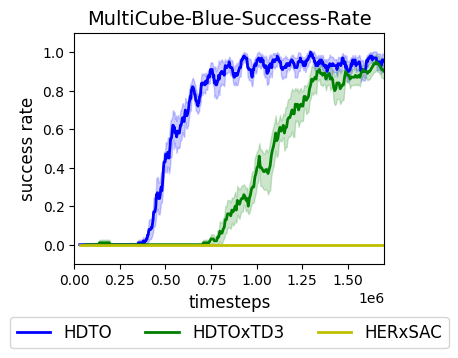 MultiCube-Blue-Success-Rate
1.0
0.8
0.6
0.4
0.2
0.0
success rate
0.00 0.25 0.50 0.75 1.00 1.25 1.50
1e6
timesteps
HDTO HDTOxTD3 HERxSAC